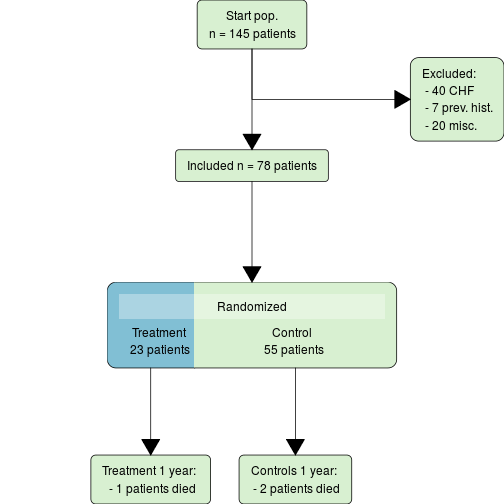 Start pop.
n = 145 patients
Excluded:
- 40 CHF
- 7 prev. hist.
- 20 misc.
Included n = 78 patients
Randomized
Treatment
23 patients
Control
55 patients
Treatment 1 year:
- 1 patients died
Controls 1 year:
- 2 patients died